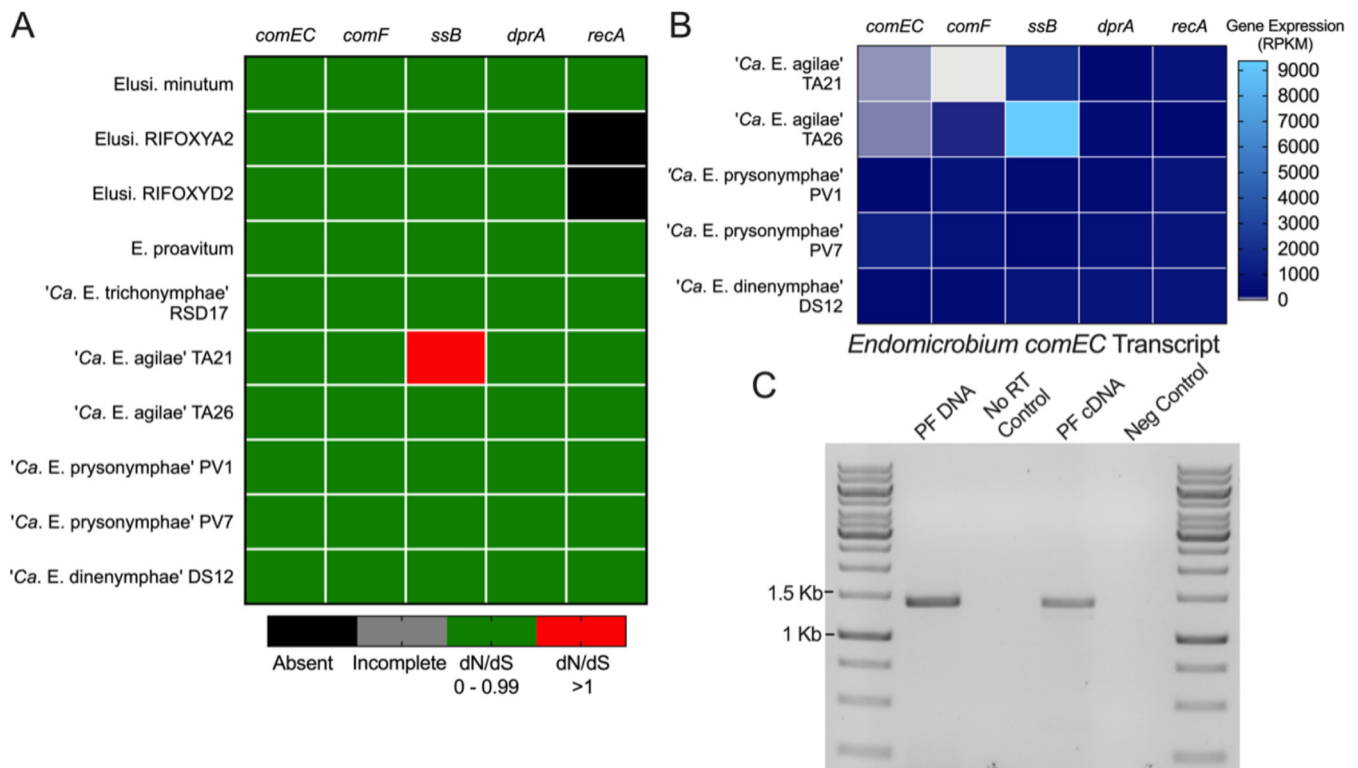 A
comEC comF ssB dprA recA
Elusi. minutum
Elusi. RIFOXYA2
Elusi. RIFOXYD2
E. proavitum
'Ca. E. trichonymphae'
RSD17
'Ca. E. agilae' TA21
'Ca. E. agilae' TA26
'Ca. E. prysonymphae' PV1
'Ca. E. prysonymphae' PV7
'Ca. E. dinenymphae' DS12
Absent Incomplete dN/dS dN/dS
0 - 0.99 >1
B
comEC comF ssB dprA recA
Gene Expression
(RPKM)
'Ca. E. agilae'
TA21
'Ca. E. agilae'
TA26
'Ca. E. prysonymphae'
PV1
'Ca. E. prysonymphae'
PV7
'Ca. E. dinenymphae'
DS12
9000
8000
7000
6000
5000
4000
3000
2000
1000
0
Endomicrobium comEC Transcript
C
PF DNA
No RT
Control
PF cDNA
Neg Control
1.5 Kb
1 Kb